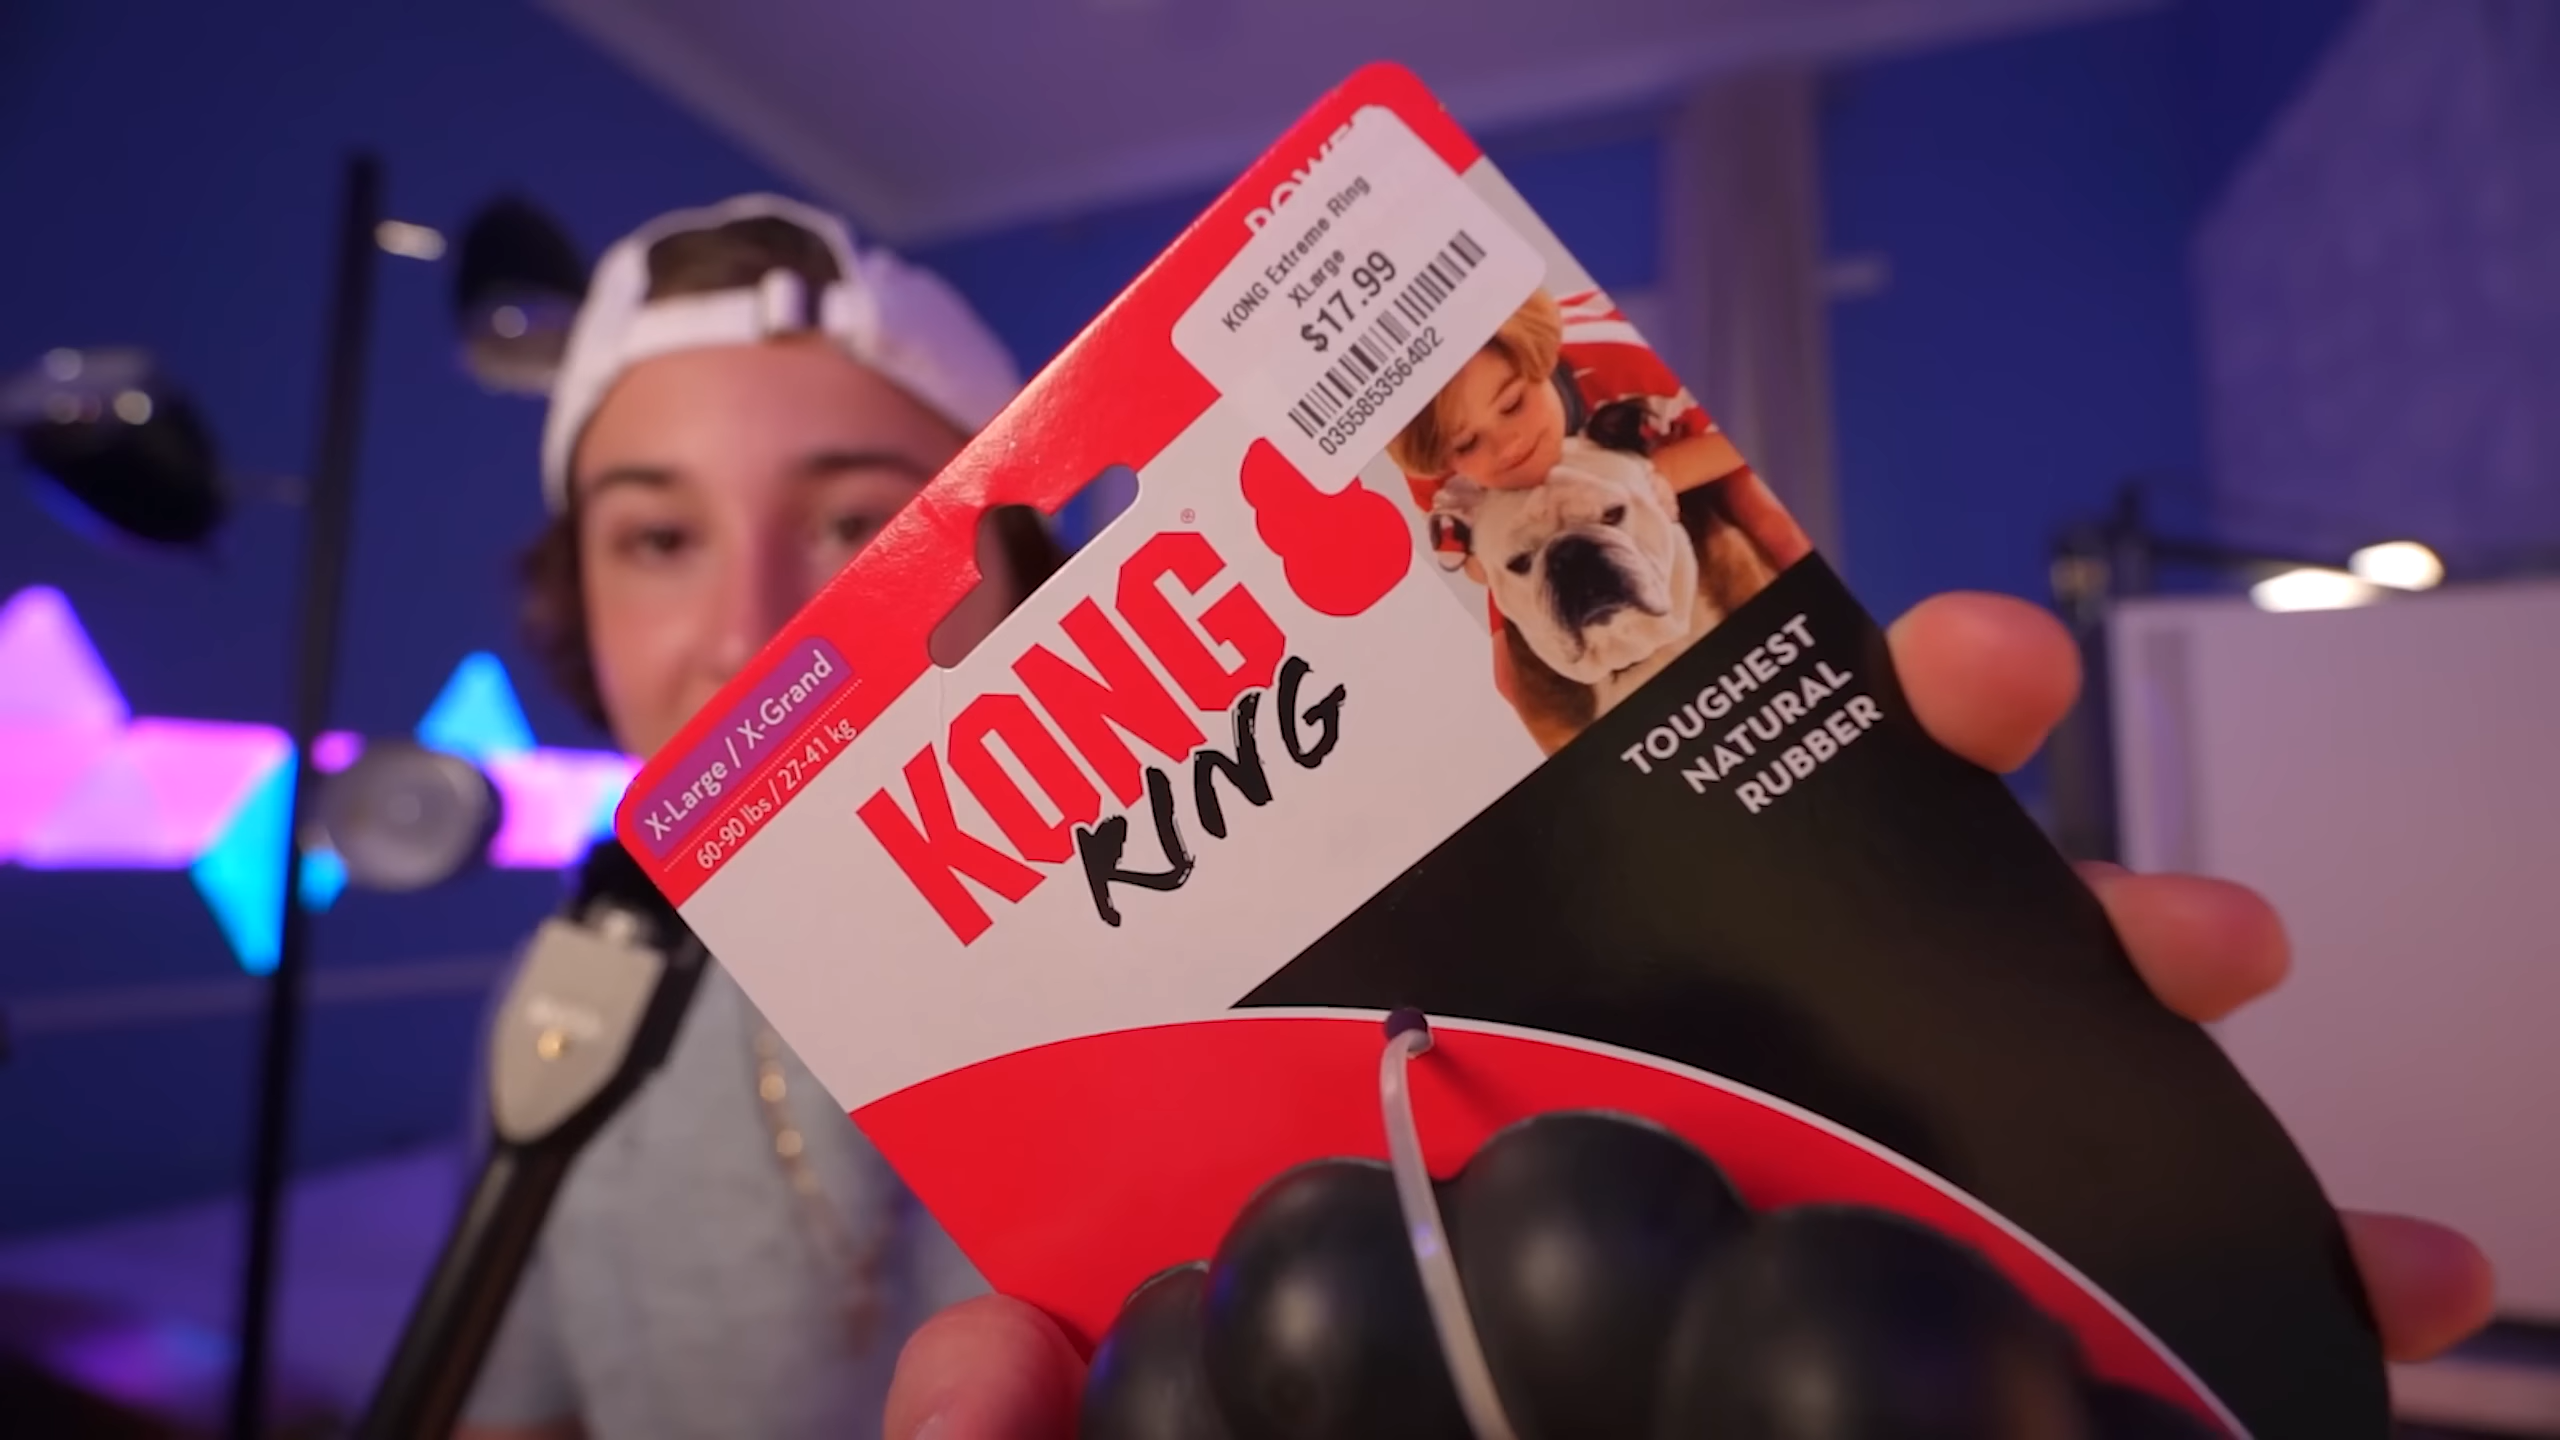 KONG Extreme Ring
XLarge
$17.99
035585356402
X-Large / X-Grand
60-90 lbs / 27-41 kg
KONG®
RING
TOUGHEST
NATURAL
RUBBER